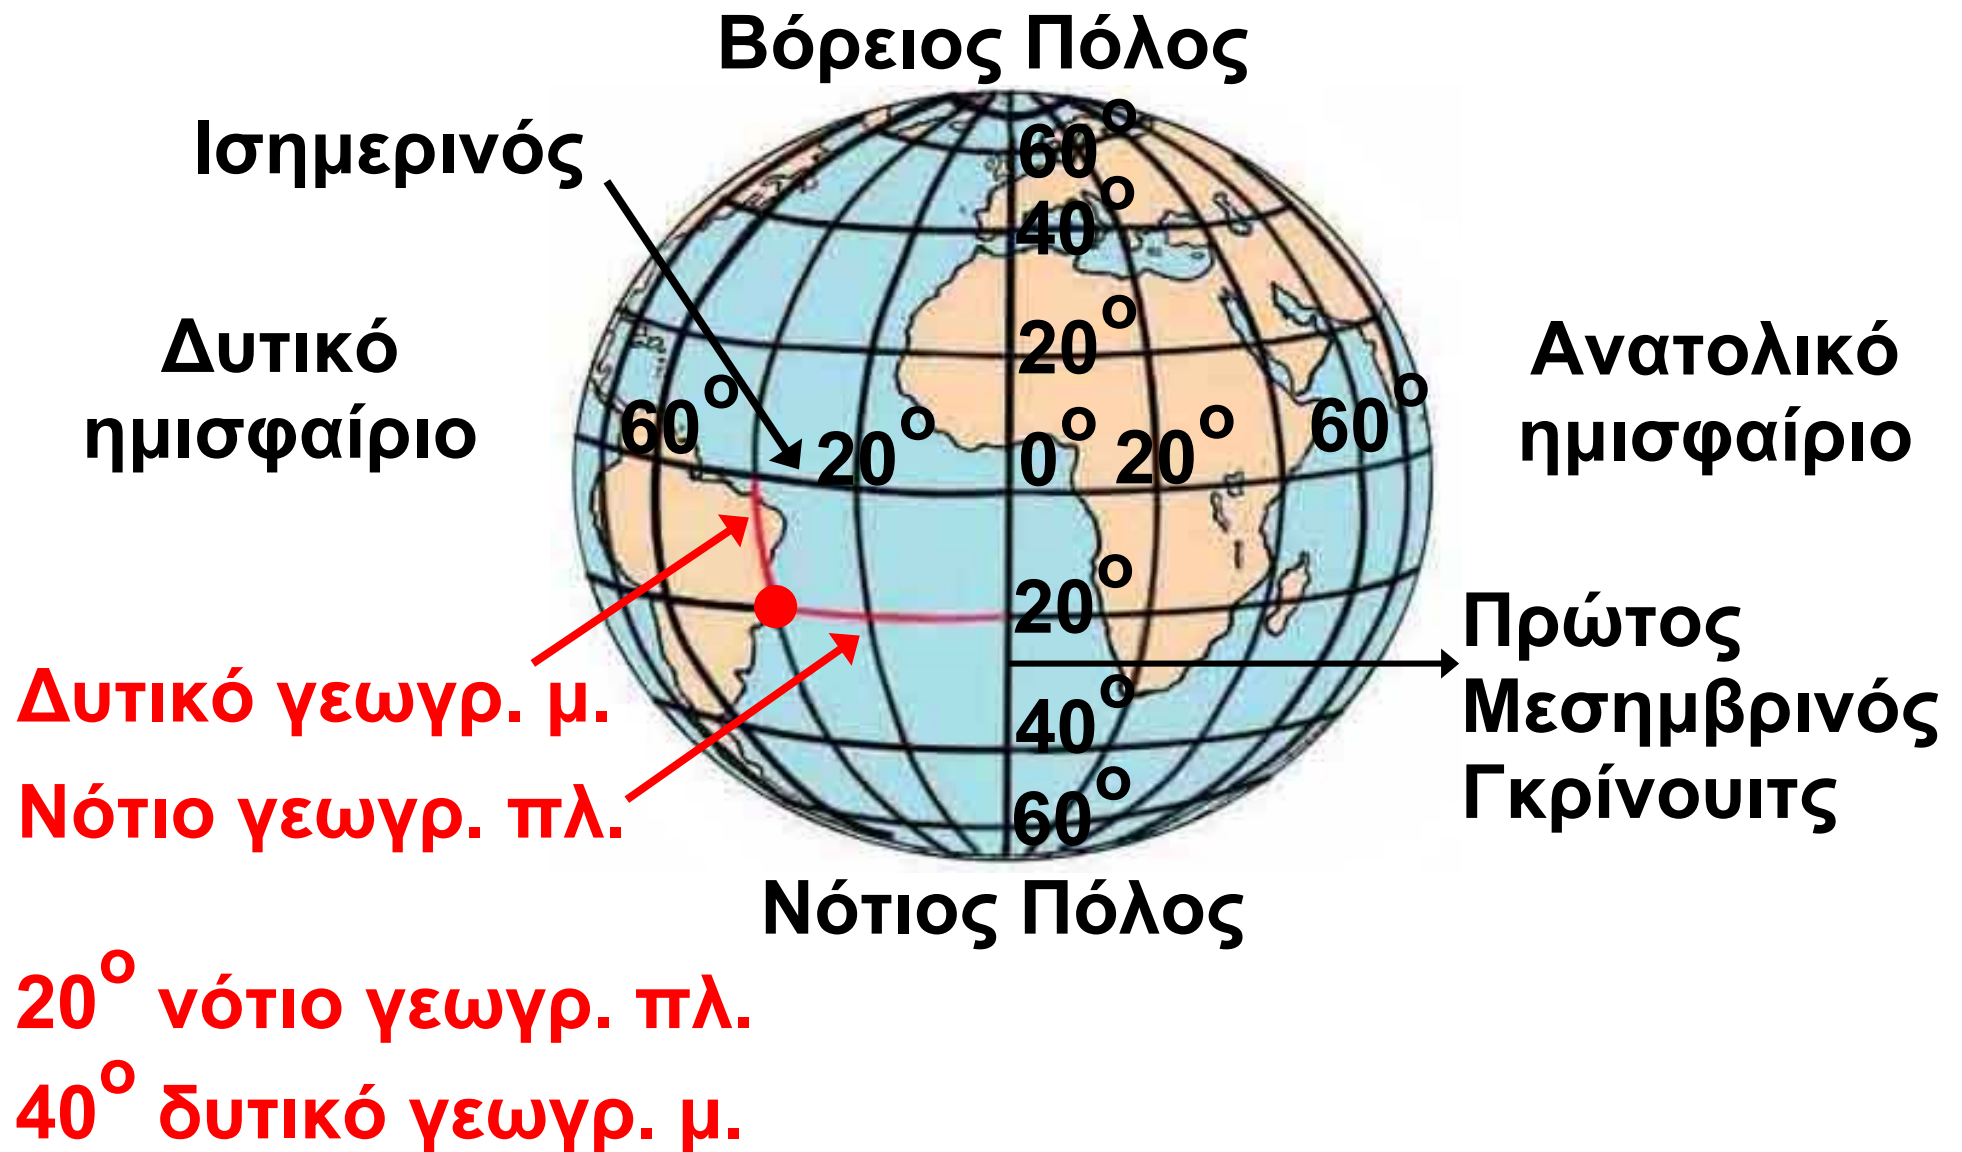 Βόρειος Πόλος
Ισημερινός
60°
40°
Δυτικό
ημισφαίριο
20°
Ανατολικό
ημισφαίριο
60° 20° 0° 20° 60°
20°
Πρώτος
Μεσημβρινός
Γκρίνουιτς
Δυτικό γεωγρ. μ.
40°
Νότιο γεωγρ. πλ.
60°
Νότιος Πόλος
20° νότιο γεωγρ. πλ.
40° δυτικό γεωγρ. μ.